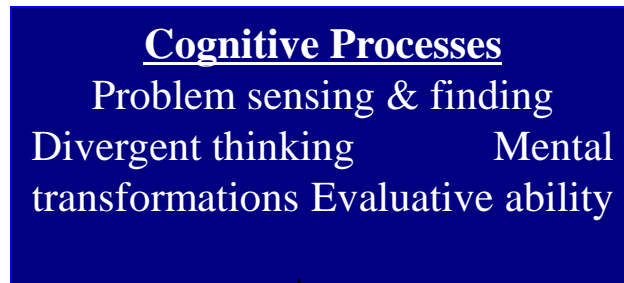 Cognitive Processes
Problem sensing & finding
Divergent thinking Mental
transformations Evaluative ability